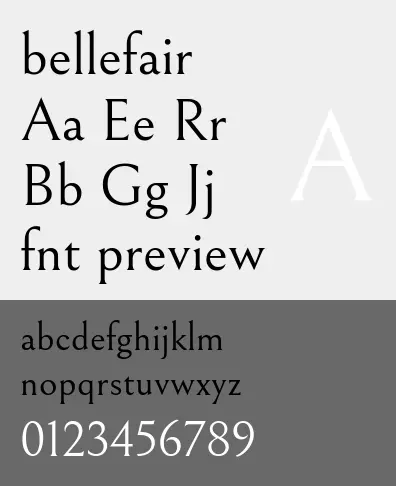 bellefair
Aa Ee Rr
A
Bb Gg Jj
fnt preview
abcdefghijklm
nopqrstuvwxyz
0123456789